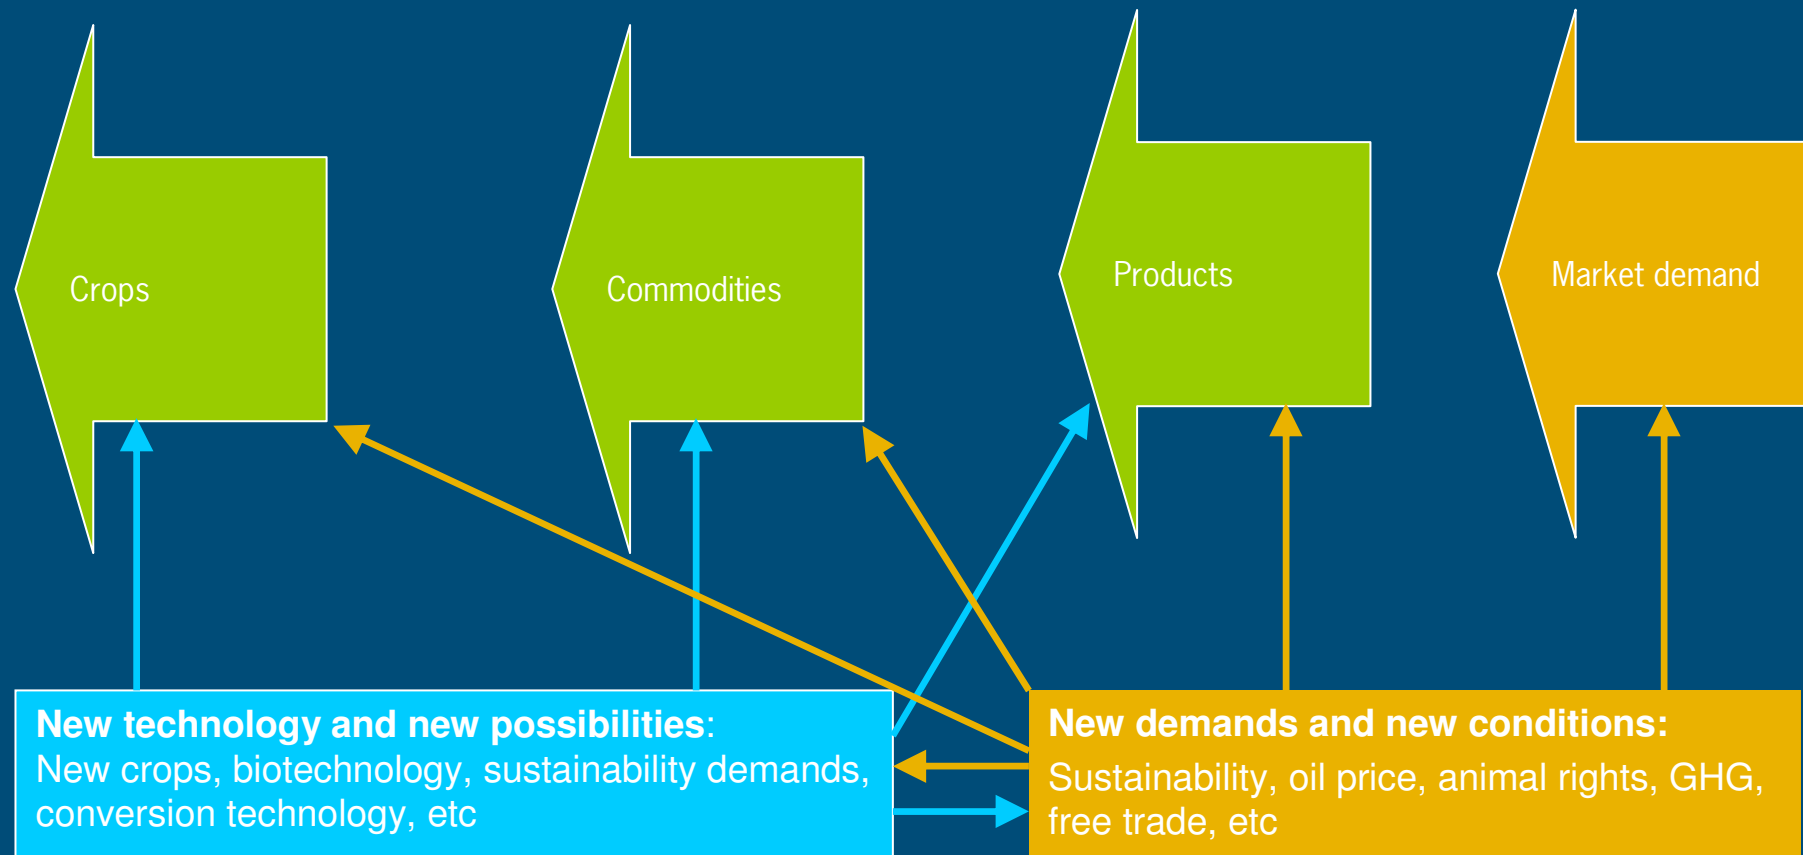 Crops
Commodities
Products
Market demand
New technology and new possibilities:
New crops, biotechnology, sustainability demands,
conversion technology, etc
New demands and new conditions:
Sustainability, oil price, animal rights, GHG,
free trade, etc